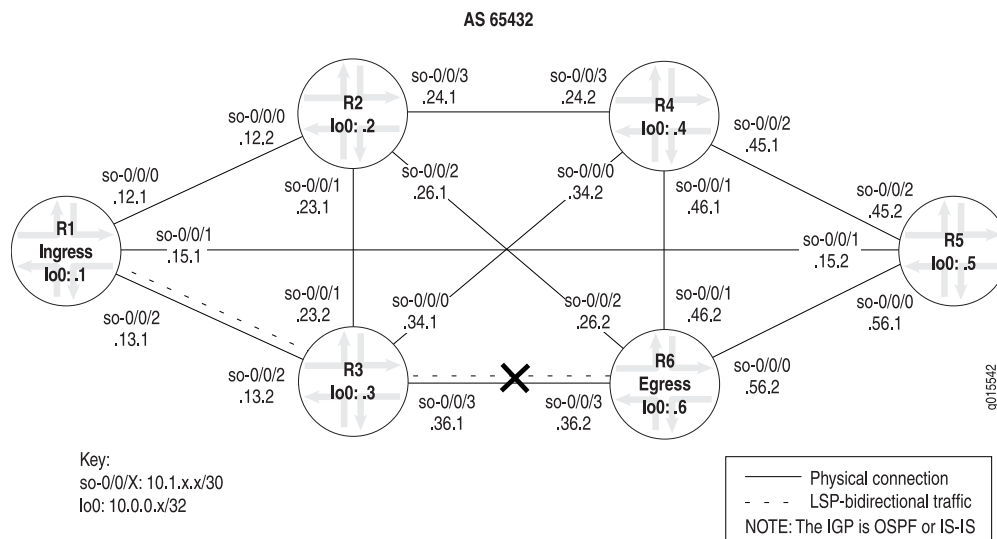 AS 65432
so-0/0/3
.24.1
so-0/0/3
.24.2
R2
lo0: .2
R4
lo0: .4
so-0/0/0
.12.2
so-0/0/2
.45.1
so-0/0/2
.26.1
so-0/0/0
.34.2
so-0/0/0
.12.1
so-0/0/1
.23.1
so-0/0/1
.46.1
so-0/0/2
.45.2
R1
Ingress
lo0: .1
so-0/0/1
.15.1
so-0/0/1
.15.2
R5
lo0: .5
so-0/0/2
.13.1
so-0/0/1
.23.2
so-0/0/0
.34.1
so-0/0/2
.26.2
so-0/0/1
.46.2
so-0/0/0
.56.1
so-0/0/2
.13.2
R3
lo0: .3
R6
Egress
lo0: .6
so-0/0/0
.56.2
so-0/0/3
.36.1
so-0/0/3
.36.2
g015542
Key:
so-0/0/X: 10.1.x.x/30
lo0: 10.0.0.x/32
Physical connection
LSP-bidirectional traffic
NOTE: The IGP is OSPF or IS-IS